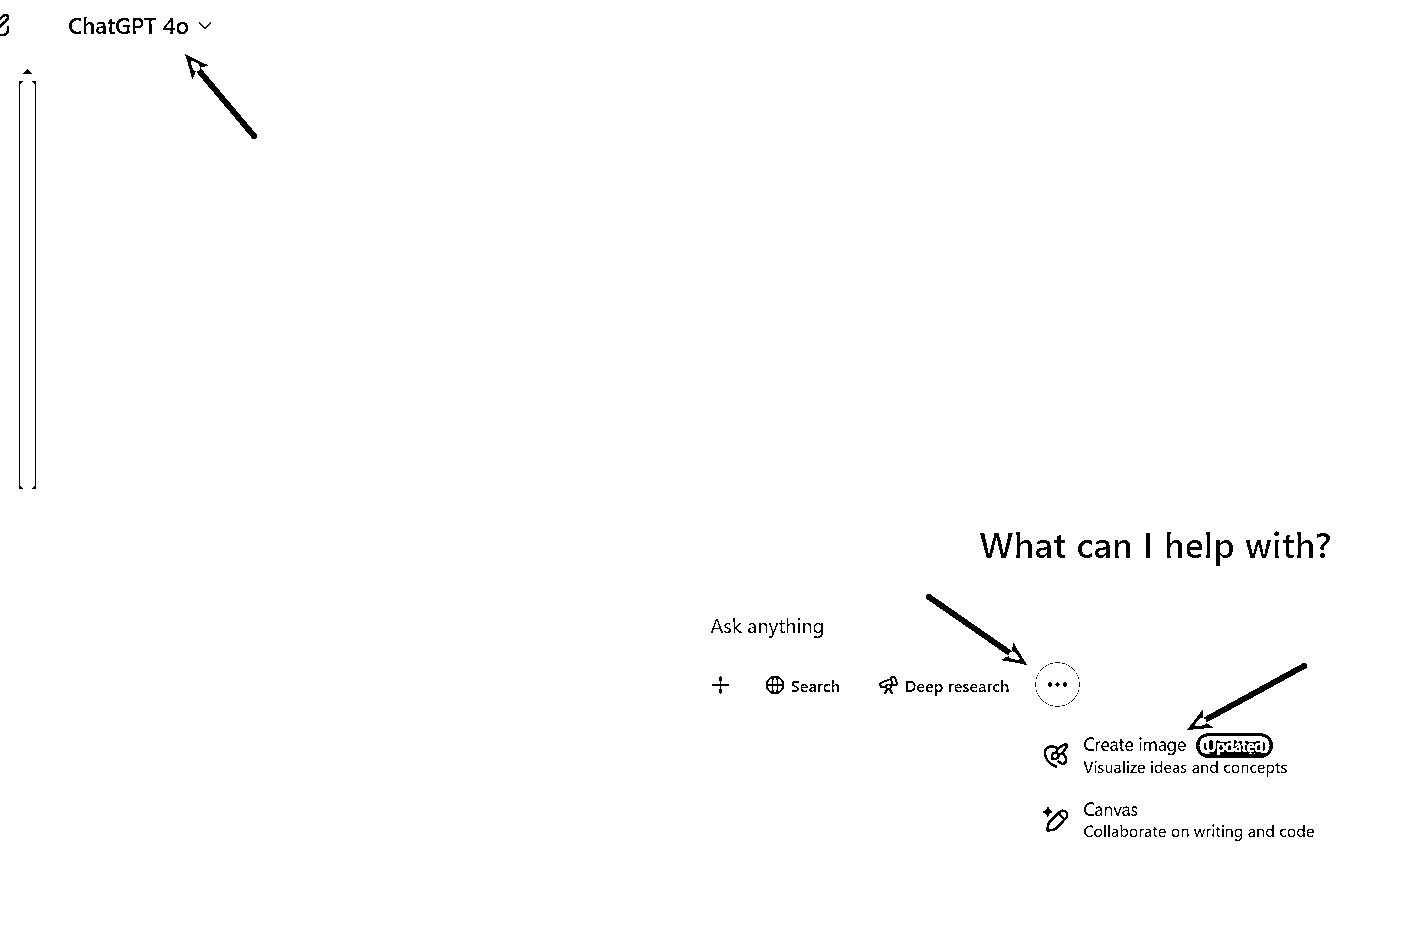 ChatGPT 4o
What can I help with?
Ask anything
Search
Deep research
Create image Updated
Visualize ideas and concepts
Canvas
Collaborate on writing and code